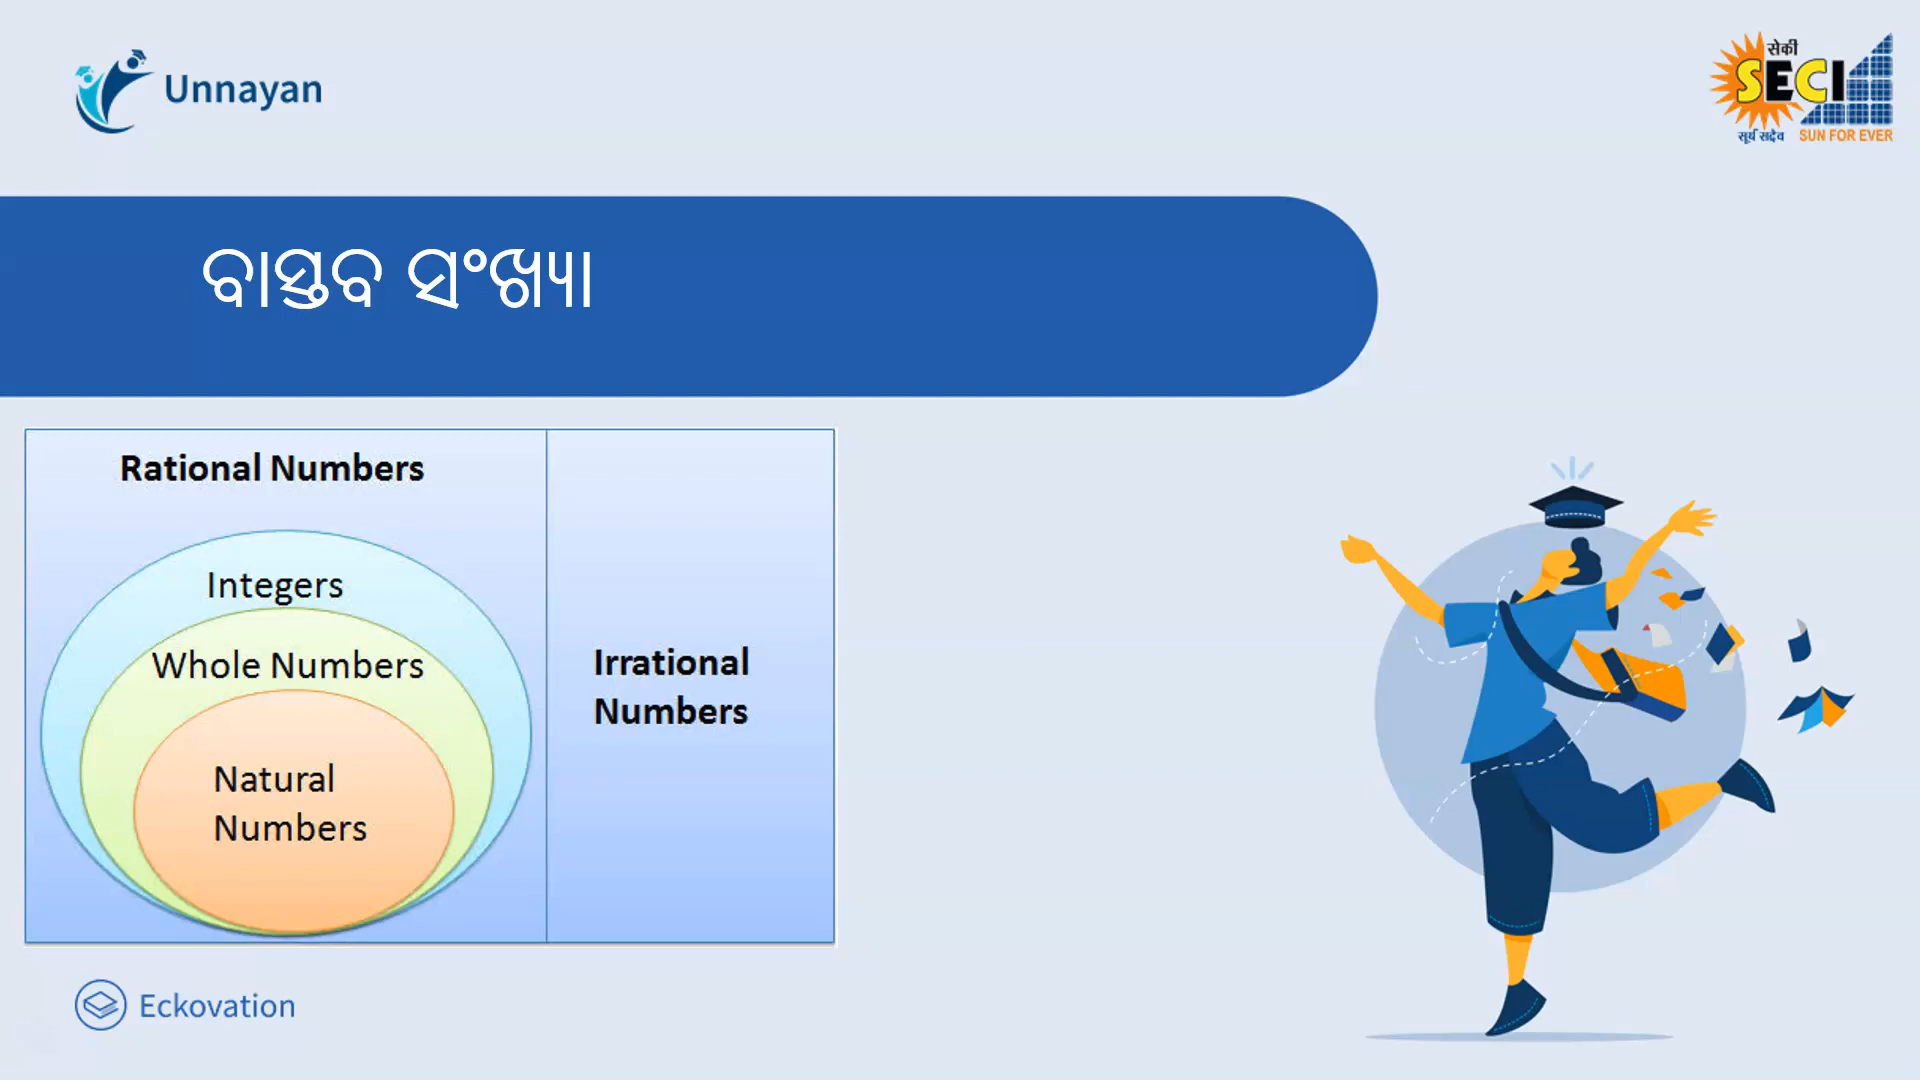 Unnayan
सेकी
SECI
सूर्य सदैव SUN FOR EVER
ବାସ୍ତବ ସଂଖ୍ୟା
Rational Numbers
Integers
Whole Numbers
Natural
Numbers
Irrational
Numbers
Eckovation